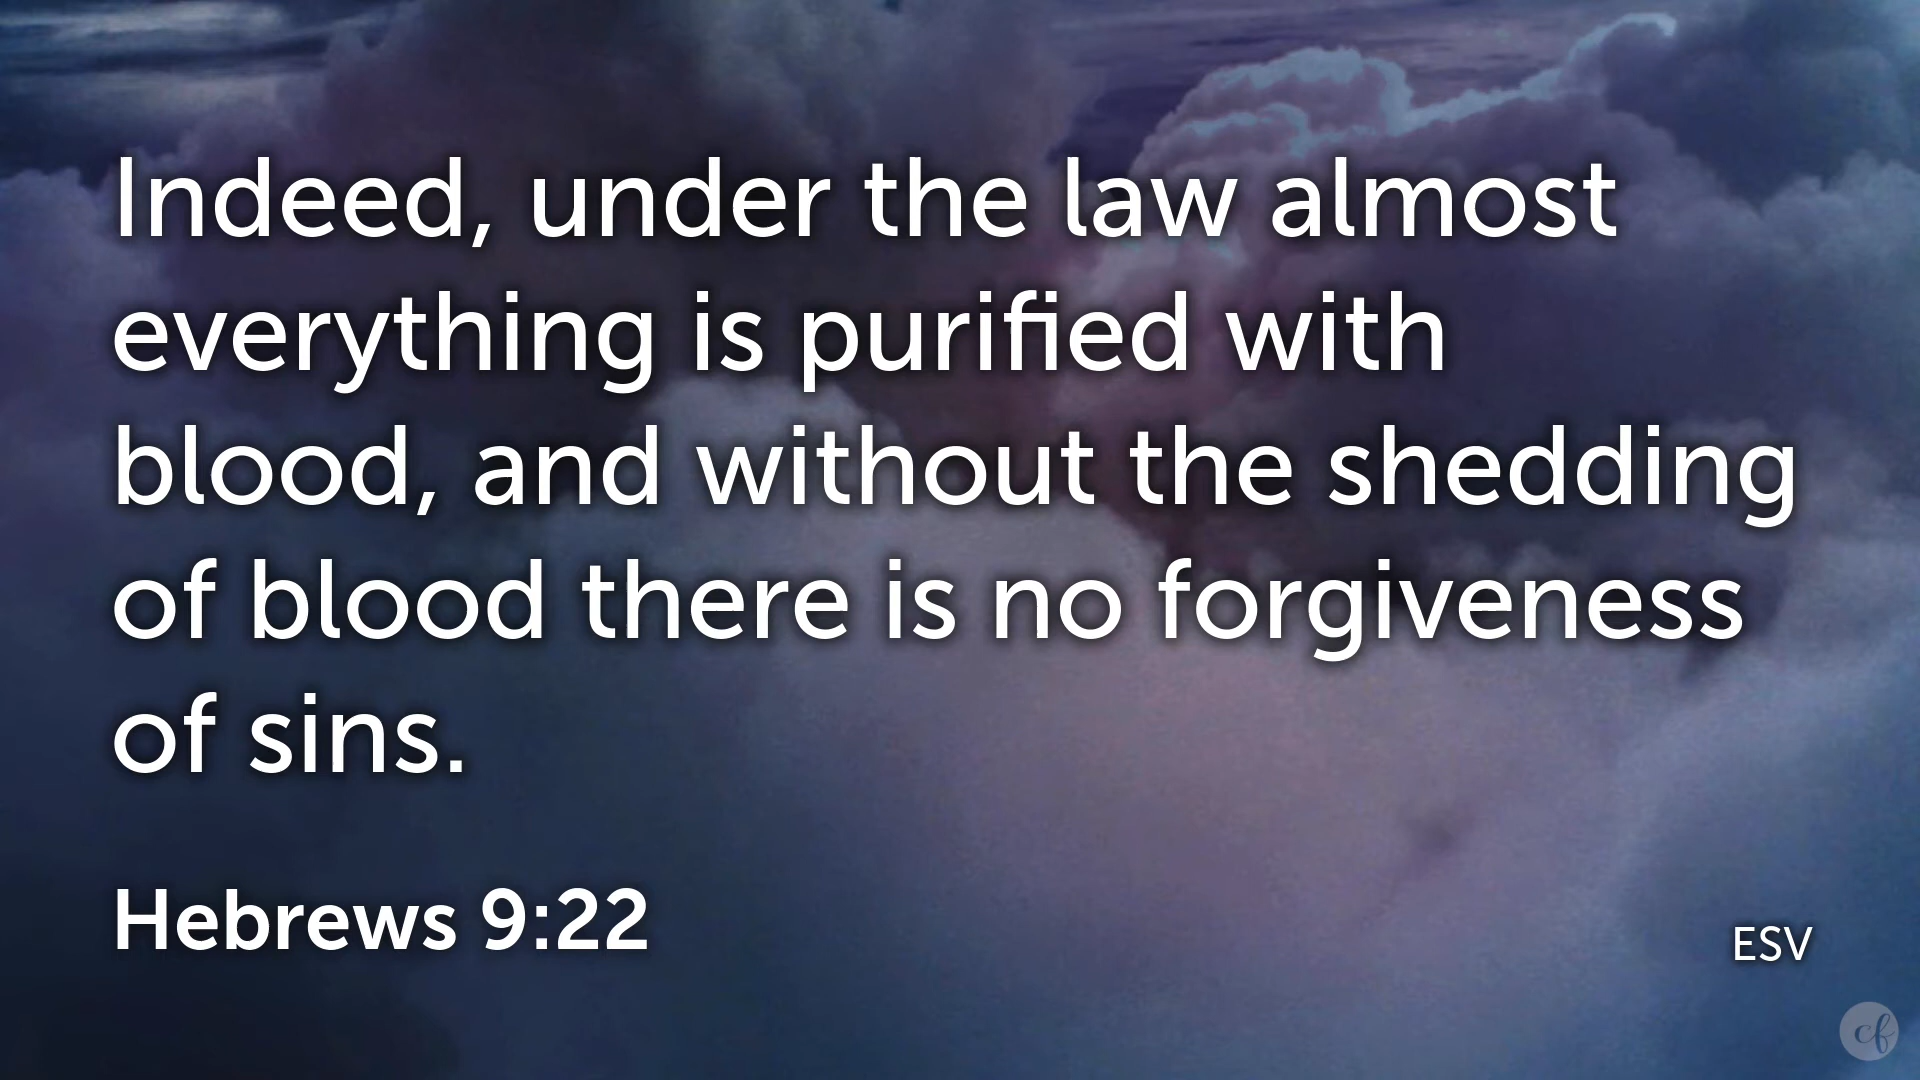 Indeed, under the law almost
everything is purified with
blood, and without the shedding
of blood there is no forgiveness
of sins.
Hebrews 9:22
ESV
cf